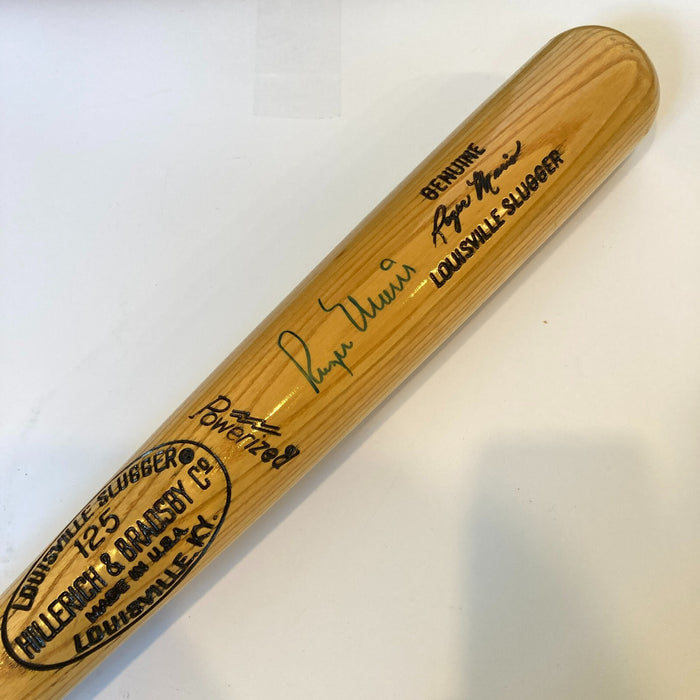 GENUINE
Roger Maris
LOUISVILLE SLUGGER
Roger Maris
Powerized
LOUISVILLE SLUGGER
125
HILLERICH & BRADSBY Cº
MADE IN U.S.A.
LOUISVILLE KY.